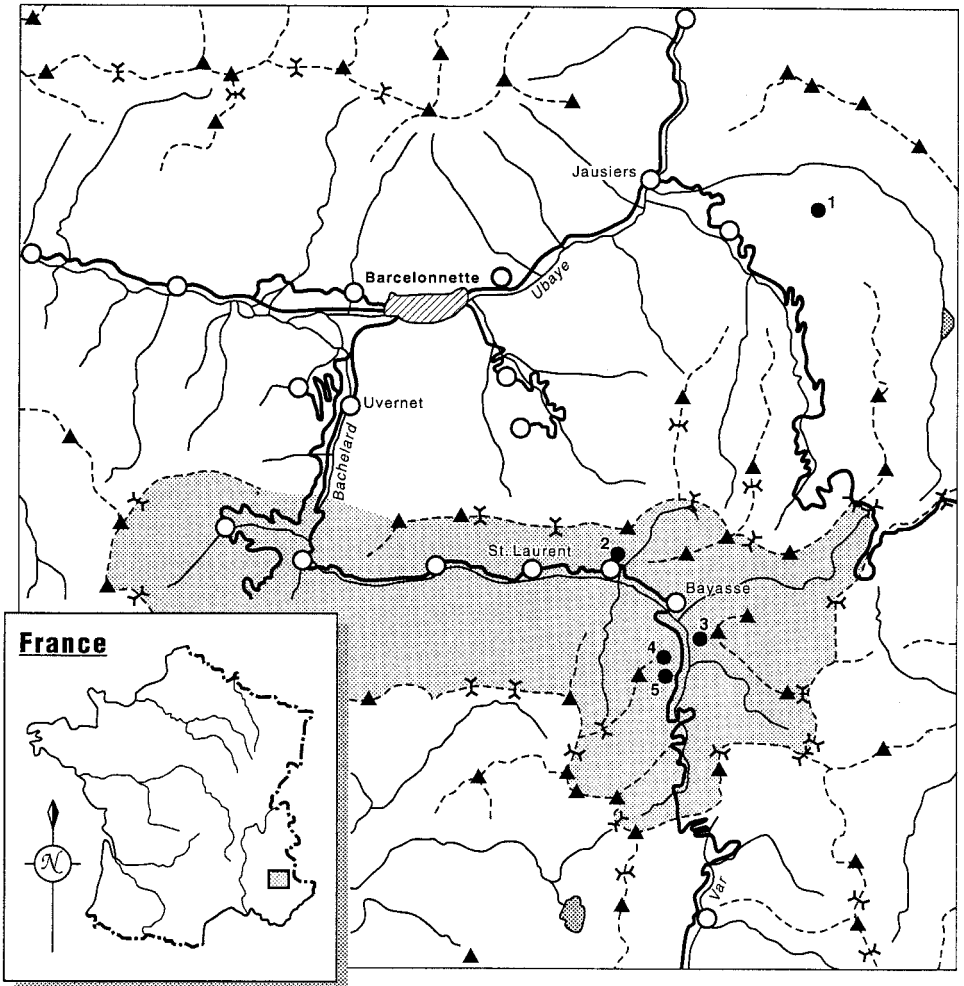 Jausiers
1
Barcelonnette
Ubaye
Uvernet
Bachelard
St. Laurent
2
Bayasse
3
4
5
Var
France
N